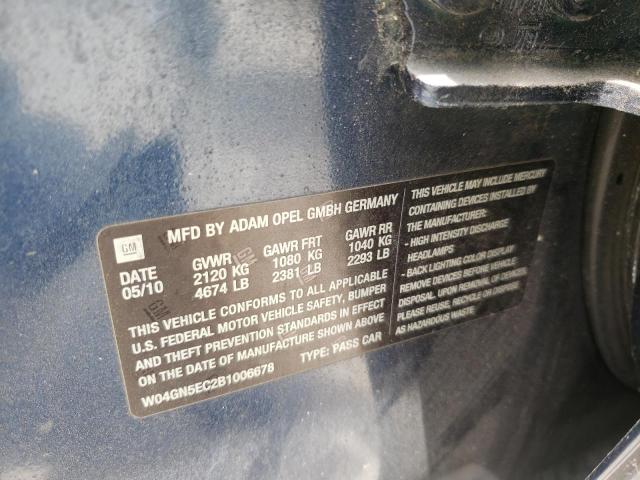 GM
MFD BY ADAM OPEL GMBH GERMANY
DATE GVWR GAWR FRT GAWR RR
05/10 2120 KG 1080 KG 1040 KG
4674 LB 2381 LB 2293 LB
THIS VEHICLE CONFORMS TO ALL APPLICABLE
U.S. FEDERAL MOTOR VEHICLE SAFETY, BUMPER
AND THEFT PREVENTION STANDARDS IN EFFECT
ON THE DATE OF MANUFACTURE SHOWN ABOVE
W04GN5EC2B1006678 TYPE: PASS CAR
THIS VEHICLE MAY INCLUDE MERCURY
CONTAINING DEVICES INSTALLED BY
THE MANUFACTURER:
- HIGH INTENSITY DISCHARGE
HEADLAMPS
- BACK LIGHTING COLOR DISPLAY
REMOVE DEVICES BEFORE VEHICLE
DISPOSAL. UPON REMOVAL OF DEVICES
PLEASE REUSE, RECYCLE OR DISPOSE
AS HAZARDOUS WASTE